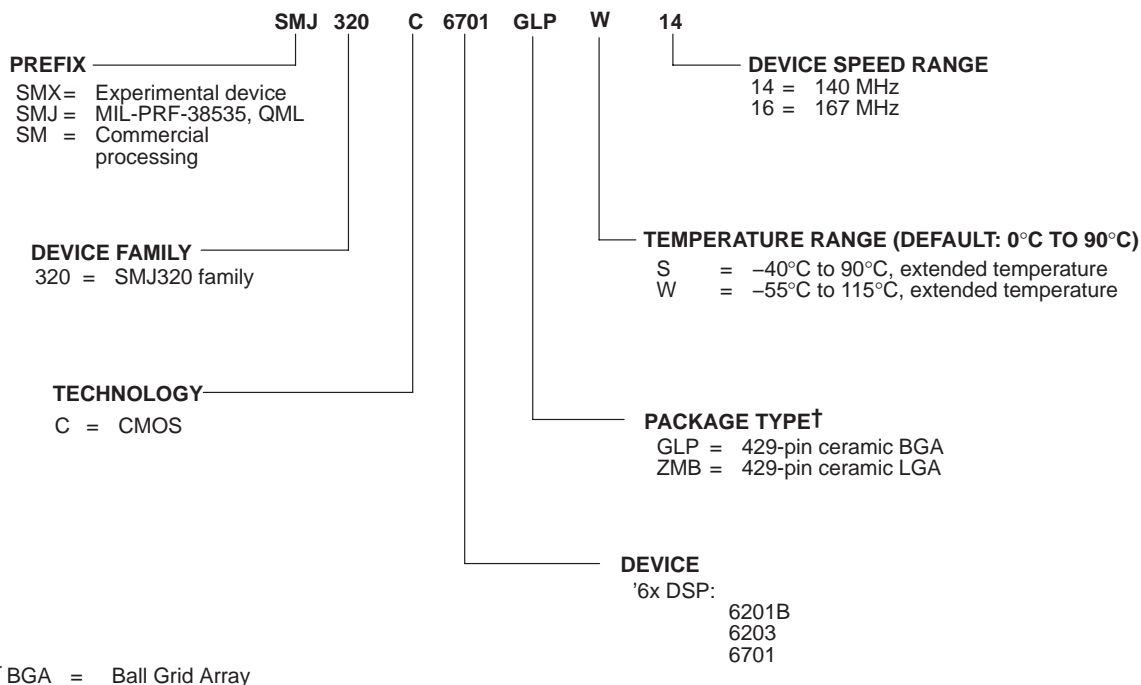 SMJ 320 C 6701 GLP W 14
PREFIX
SMX = Experimental device
SMJ = MIL-PRF-38535, QML
SM = Commercial
processing
DEVICE SPEED RANGE
14 = 140 MHz
16 = 167 MHz
DEVICE FAMILY
320 = SMJ320 family
TEMPERATURE RANGE (DEFAULT: 0°C TO 90°C)
S = −40°C to 90°C, extended temperature
W = −55°C to 115°C, extended temperature
TECHNOLOGY
C = CMOS
PACKAGE TYPE†
GLP = 429-pin ceramic BGA
ZMB = 429-pin ceramic LGA
DEVICE
’6x DSP:
6201B
6203
6701
† BGA = Ball Grid Array